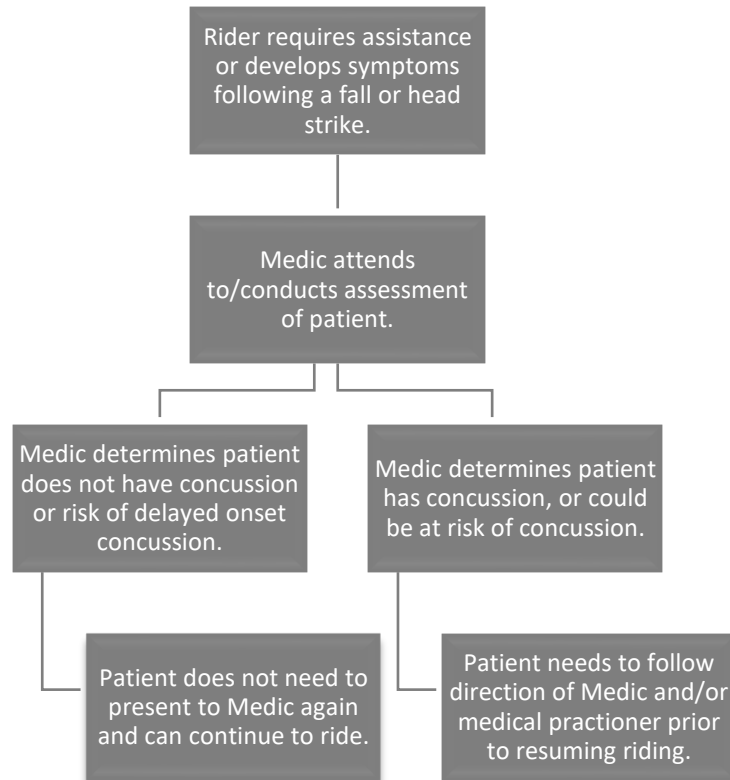 Rider requires assistance
or develops symptoms
following a fall or head
strike.
Medic attends
to/conducts assessment
of patient.
Medic determines patient
does not have concussion
or risk of delayed onset
concussion.
Medic determines patient
has concussion, or could
be at risk of concussion.
Patient does not need to
present to Medic again
and can continue to ride.
Patient needs to follow
direction of Medic and/or
medical practioner prior
to resuming riding.